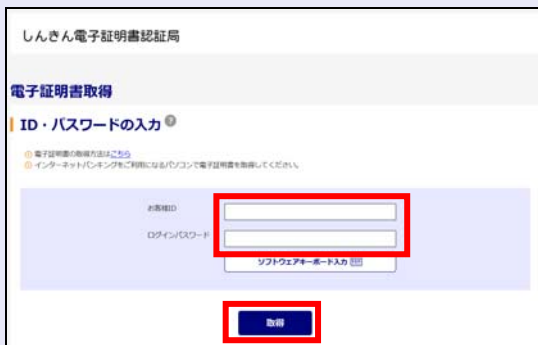 しんきん電子証明書認証局
電子証明書取得
ID・パスワードの入力
電子証明書の取得方法はこちら
インターネットバンキングをご利用になるパソコンで電子証明書を取得してください。
お客様ID
ログインパスワード
ソフトウェアキーボード入力
取得